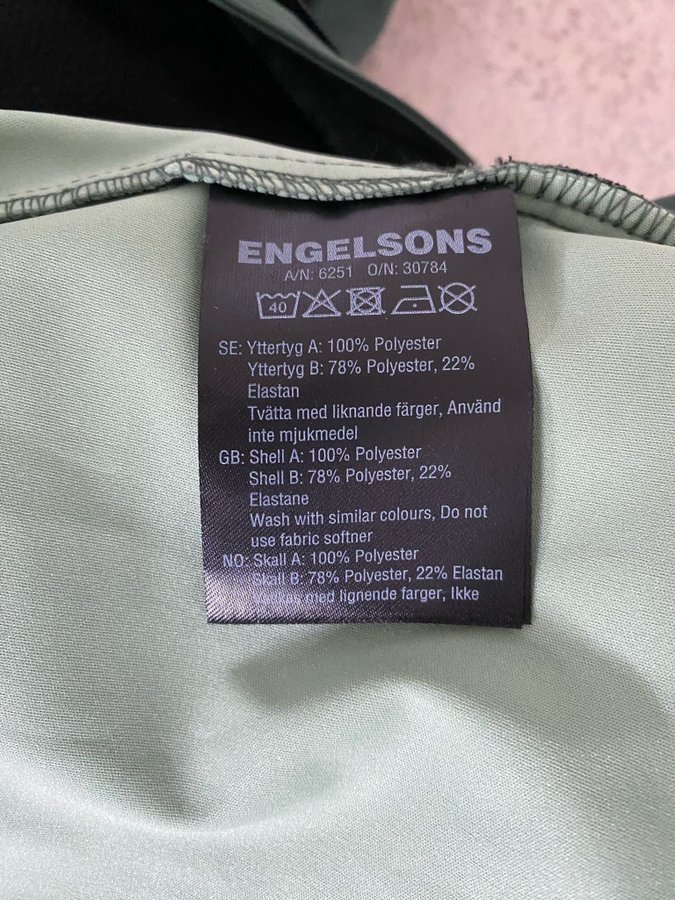 ENGELSONS
A/N: 6251 O/N: 30784
40
SE: Yttertyg A: 100% Polyester
Yttertyg B: 78% Polyester, 22%
Elastan
Tvätta med liknande färger, Använd
inte mjukmedel
GB: Shell A: 100% Polyester
Shell B: 78% Polyester, 22%
Elastane
Wash with similar colours, Do not
use fabric softner
NO: Skall A: 100% Polyester
Skall B: 78% Polyester, 22% Elastan
med lignende farger, Ikke